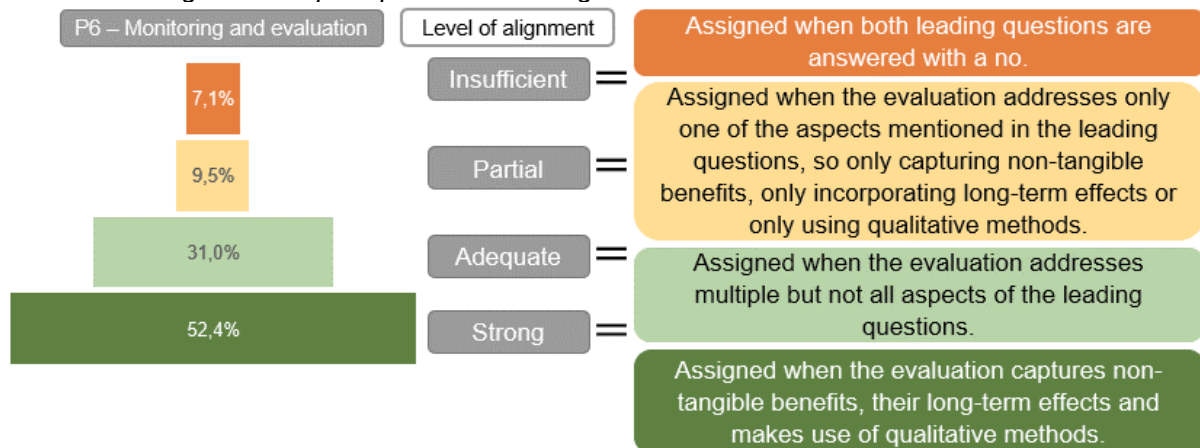 P6 – Monitoring and evaluation
Level of alignment
Assigned when both leading questions are
answered with a no.
7,1%
Insufficient
=
Assigned when the evaluation addresses only
one of the aspects mentioned in the leading
questions, so only capturing non-tangible
benefits, only incorporating long-term effects or
only using qualitative methods.
9,5%
Partial
=
31,0%
Adequate
=
Assigned when the evaluation addresses
multiple but not all aspects of the leading
questions.
52,4%
Strong
=
Assigned when the evaluation captures non-
tangible benefits, their long-term effects and
makes use of qualitative methods.